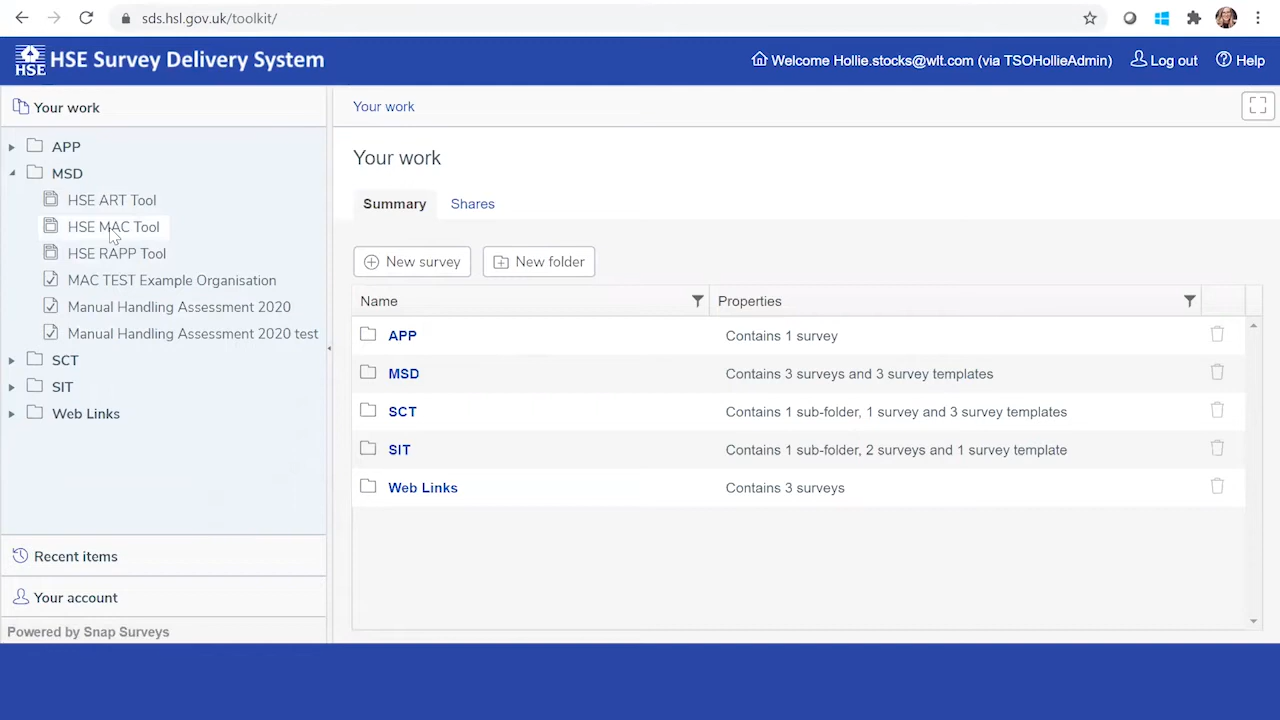 sds.hsl.gov.uk/toolkit/
HSE
HSE Survey Delivery System
Welcome Hollie.stocks@wlt.com (via TSOHollieAdmin)
Log out
Help
Your work
APP
MSD
HSE ART Tool
HSE MAC Tool
HSE RAPP Tool
MAC TEST Example Organisation
Manual Handling Assessment 2020
Manual Handling Assessment 2020 test
SCT
SIT
Web Links
Recent items
Your account
Powered by Snap Surveys
Your work
Your work
Summary
Shares
New survey
New folder
Name
Properties
APP
Contains 1 survey
MSD
Contains 3 surveys and 3 survey templates
SCT
Contains 1 sub-folder, 1 survey and 3 survey templates
SIT
Contains 1 sub-folder, 2 surveys and 1 survey template
Web Links
Contains 3 surveys